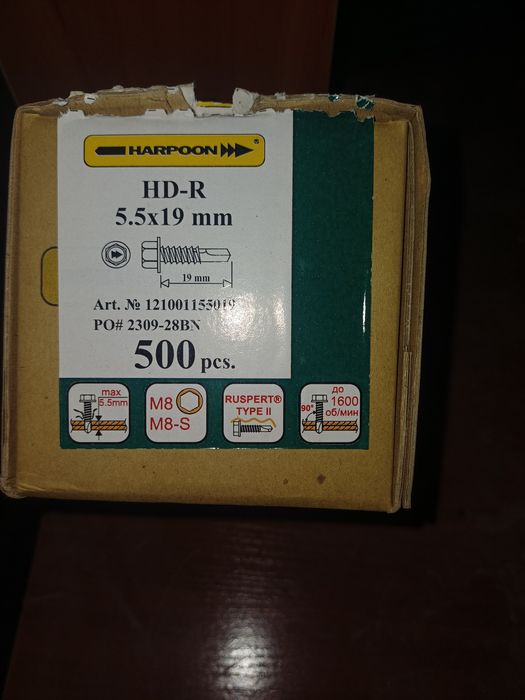 HARPOON
HD-R
5.5x19 mm
19 mm
Art. № 121001155019
PO# 2309-28BN
500 pcs.
max
5.5mm
M8
M8-S
RUSPERT®
TYPE II
90°
до
1600
об/мин